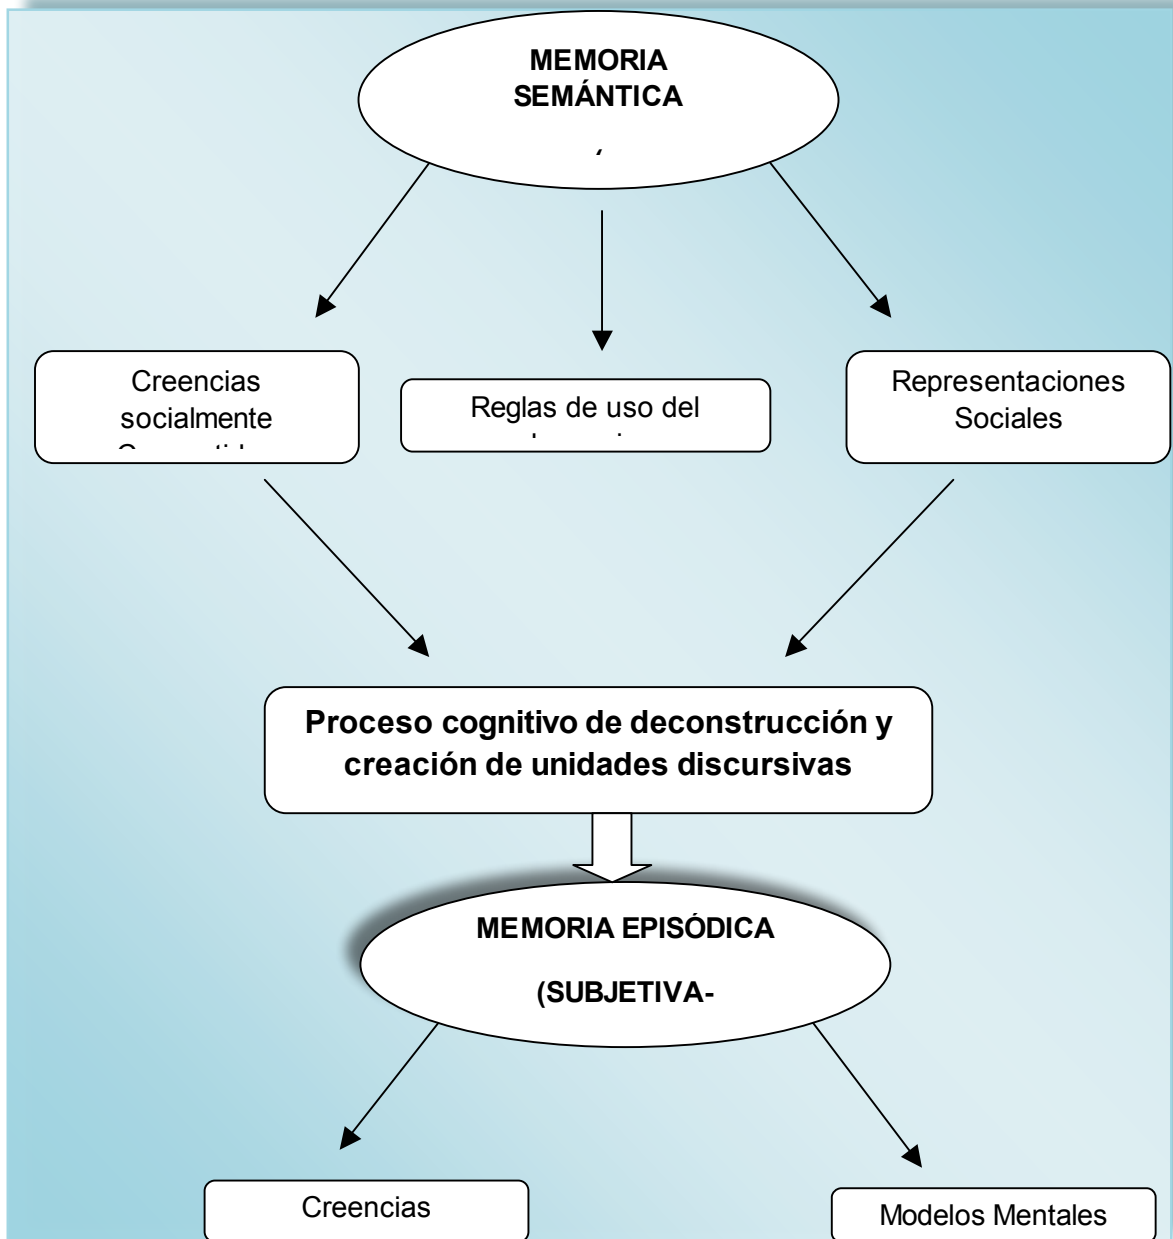 MEMORIA
SEMÁNTICA
Creencias
socialmente
Reglas de uso del
Representaciones
Sociales
Proceso cognitivo de deconstrucción y
creación de unidades discursivas
MEMORIA EPISÓDICA
(SUBJETIVA-
Creencias
Modelos Mentales